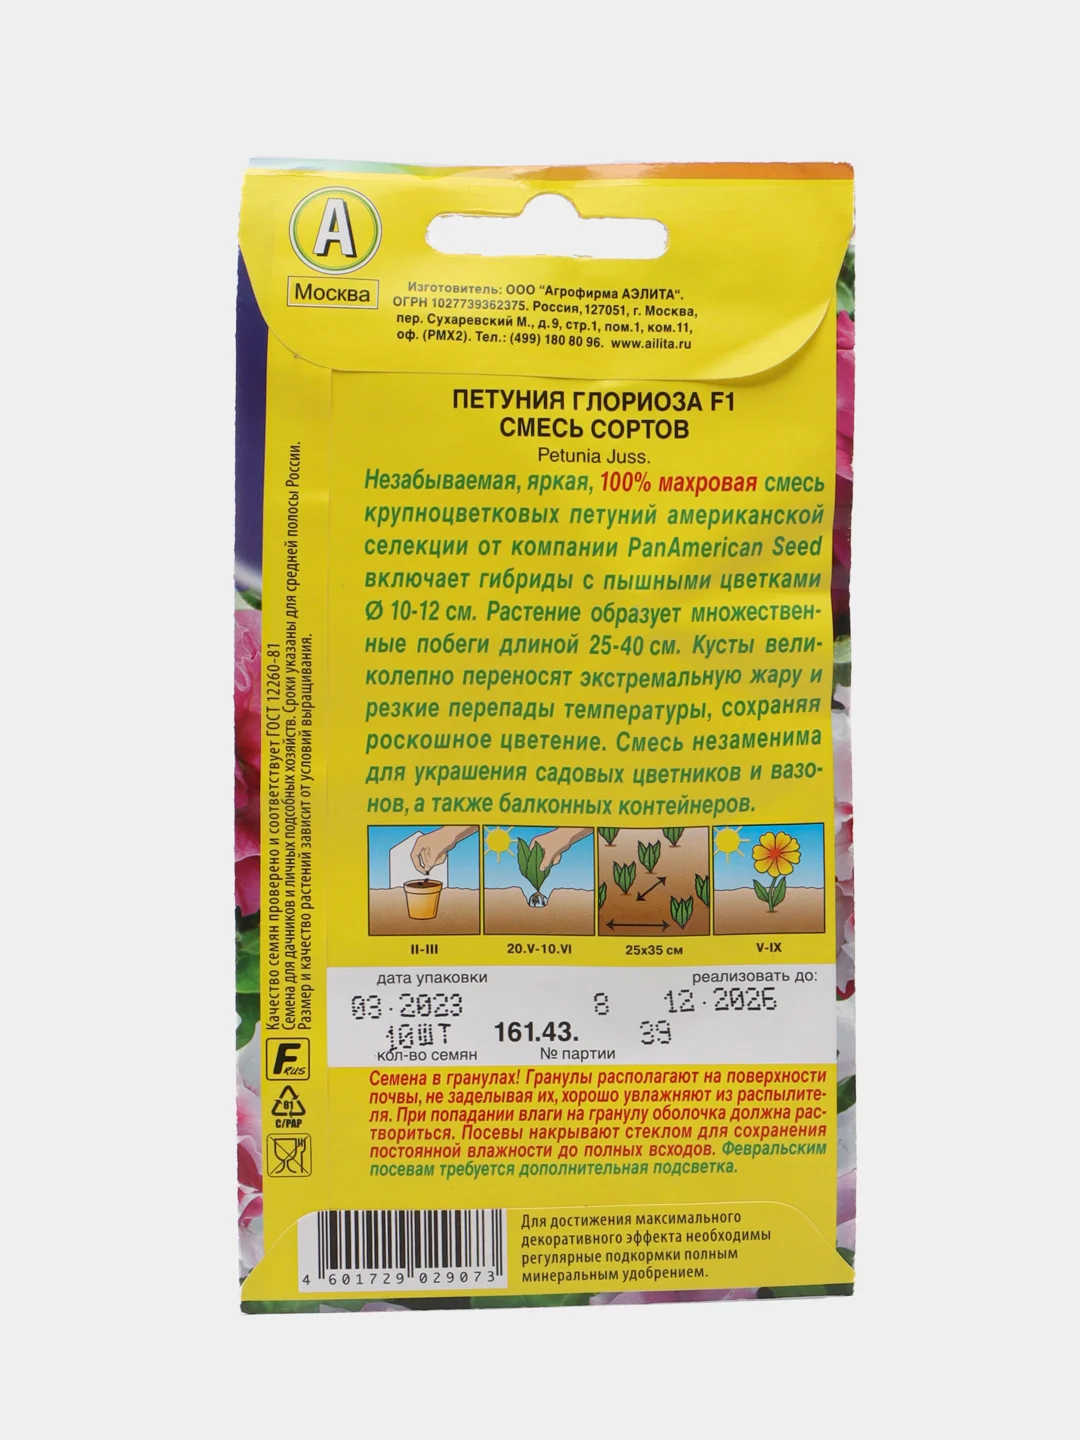 А
Москва
Изготовитель: ООО "Агрофирма АЭЛИТА".
ОГРН 1027739362375. Россия,127051, г. Москва,
пер. Сухаревский М., д.9, стр.1, пом.1, ком.11,
оф. (РМХ2). Тел.: (499) 180 80 96. www.ailita.ru
ПЕТУНИЯ ГЛОРИОЗА F1
СМЕСЬ СОРТОВ
Petunia Juss.
Незабываемая, яркая, 100% махровая смесь
крупноцветковых петуний американской
селекции от компании PanAmerican Seed
включает гибриды с пышными цветками
Ø 10-12 см. Растение образует множествен-
ные побеги длиной 25-40 см. Кусты вели-
колепно переносят экстремальную жару и
резкие перепады температуры, сохраняя
роскошное цветение. Смесь незаменима
для украшения садовых цветников и вазо-
нов, а также балконных контейнеров.
II-III
20.V-10.VI
25x35 см
V-IX
дата упаковки
реализовать до:
03.2023
8
12.2026
10ШТ
161.43.
39
кол-во семян
№ партии
Семена в гранулах! Гранулы располагают на поверхности
почвы, не заделывая их, хорошо увлажняют из распылите-
ля. При попадании влаги на гранулу оболочка должна рас-
твориться. Посевы накрывают стеклом для сохранения
постоянной влажности до полных всходов. Февральским
посевам требуется дополнительная подсветка.
Качество семян проверено и соответствует ГОСТ 12260-81
Семена для дачников и личных подсобных хозяйств. Сроки указаны для средней полосы России.
Размер и качество растений зависит от условий выращивания.
F RUS
81
C/PAP
4 601729 029073
Для достижения максимального
декоративного эффекта необходимы
регулярные подкормки полным
минеральным удобрением.